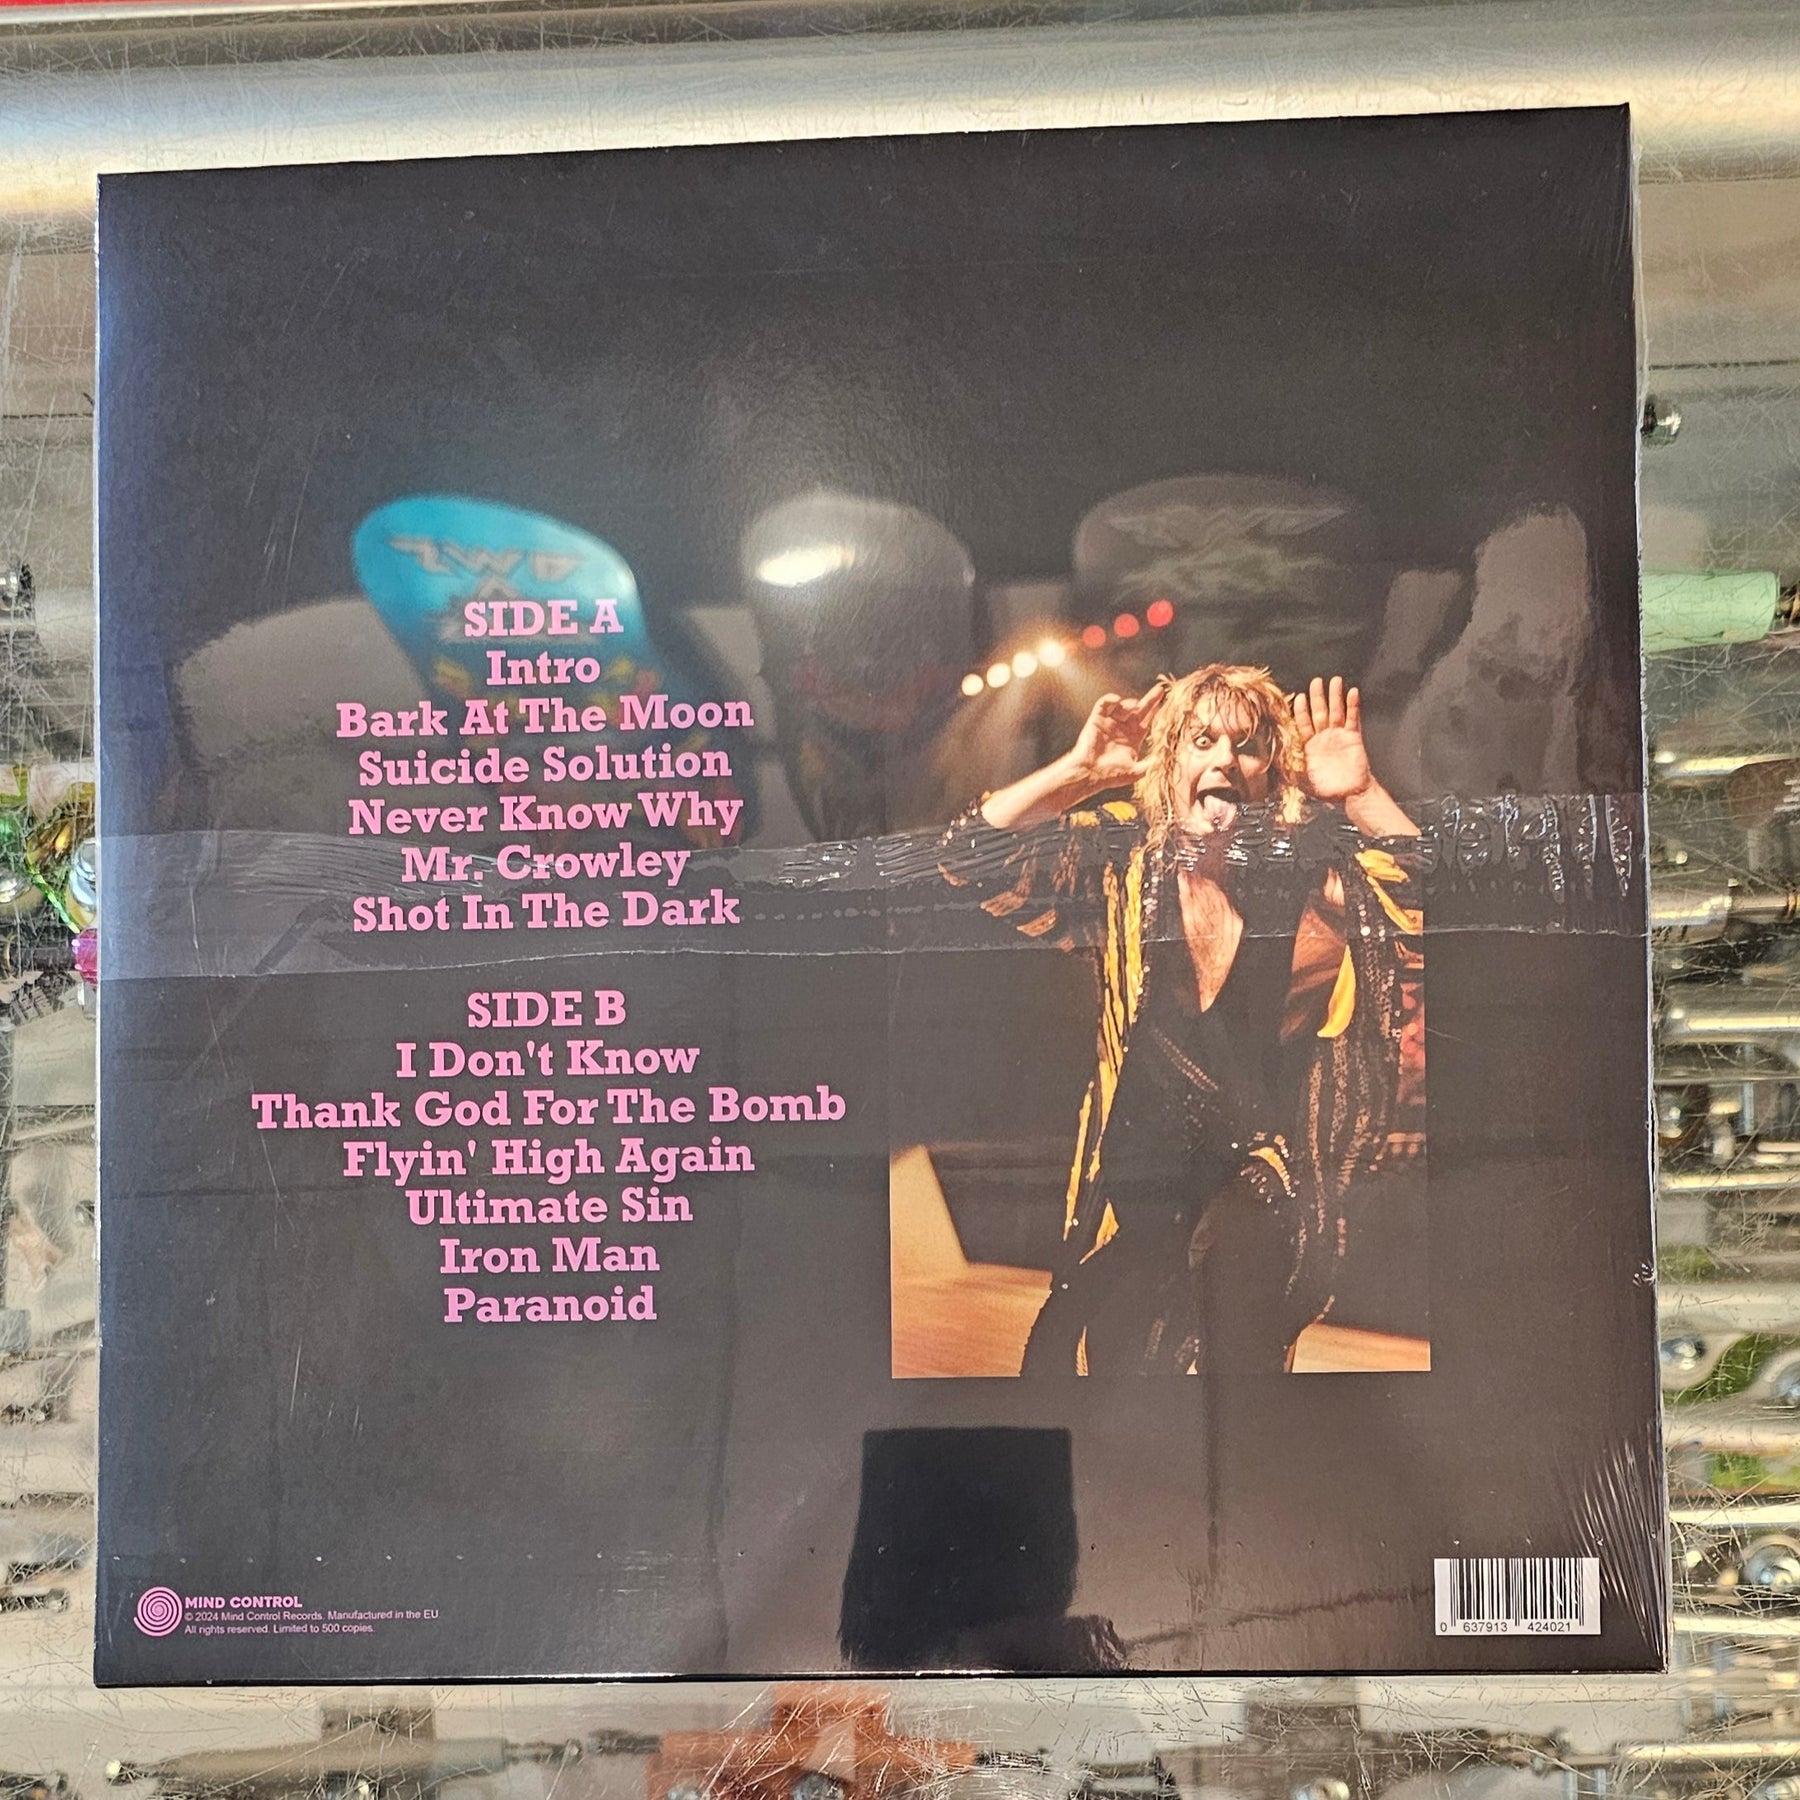 SIDE A
Intro
Bark At The Moon
Suicide Solution
Never Know Why
Mr. Crowley
Shot In The Dark
SIDE B
I Don't Know
Thank God For The Bomb
Flyin' High Again
Ultimate Sin
Iron Man
Paranoid
MIND CONTROL
© 2024 Mind Control Records. Manufactured in the EU
All rights reserved. Limited to 500 copies.
0 637913 424021